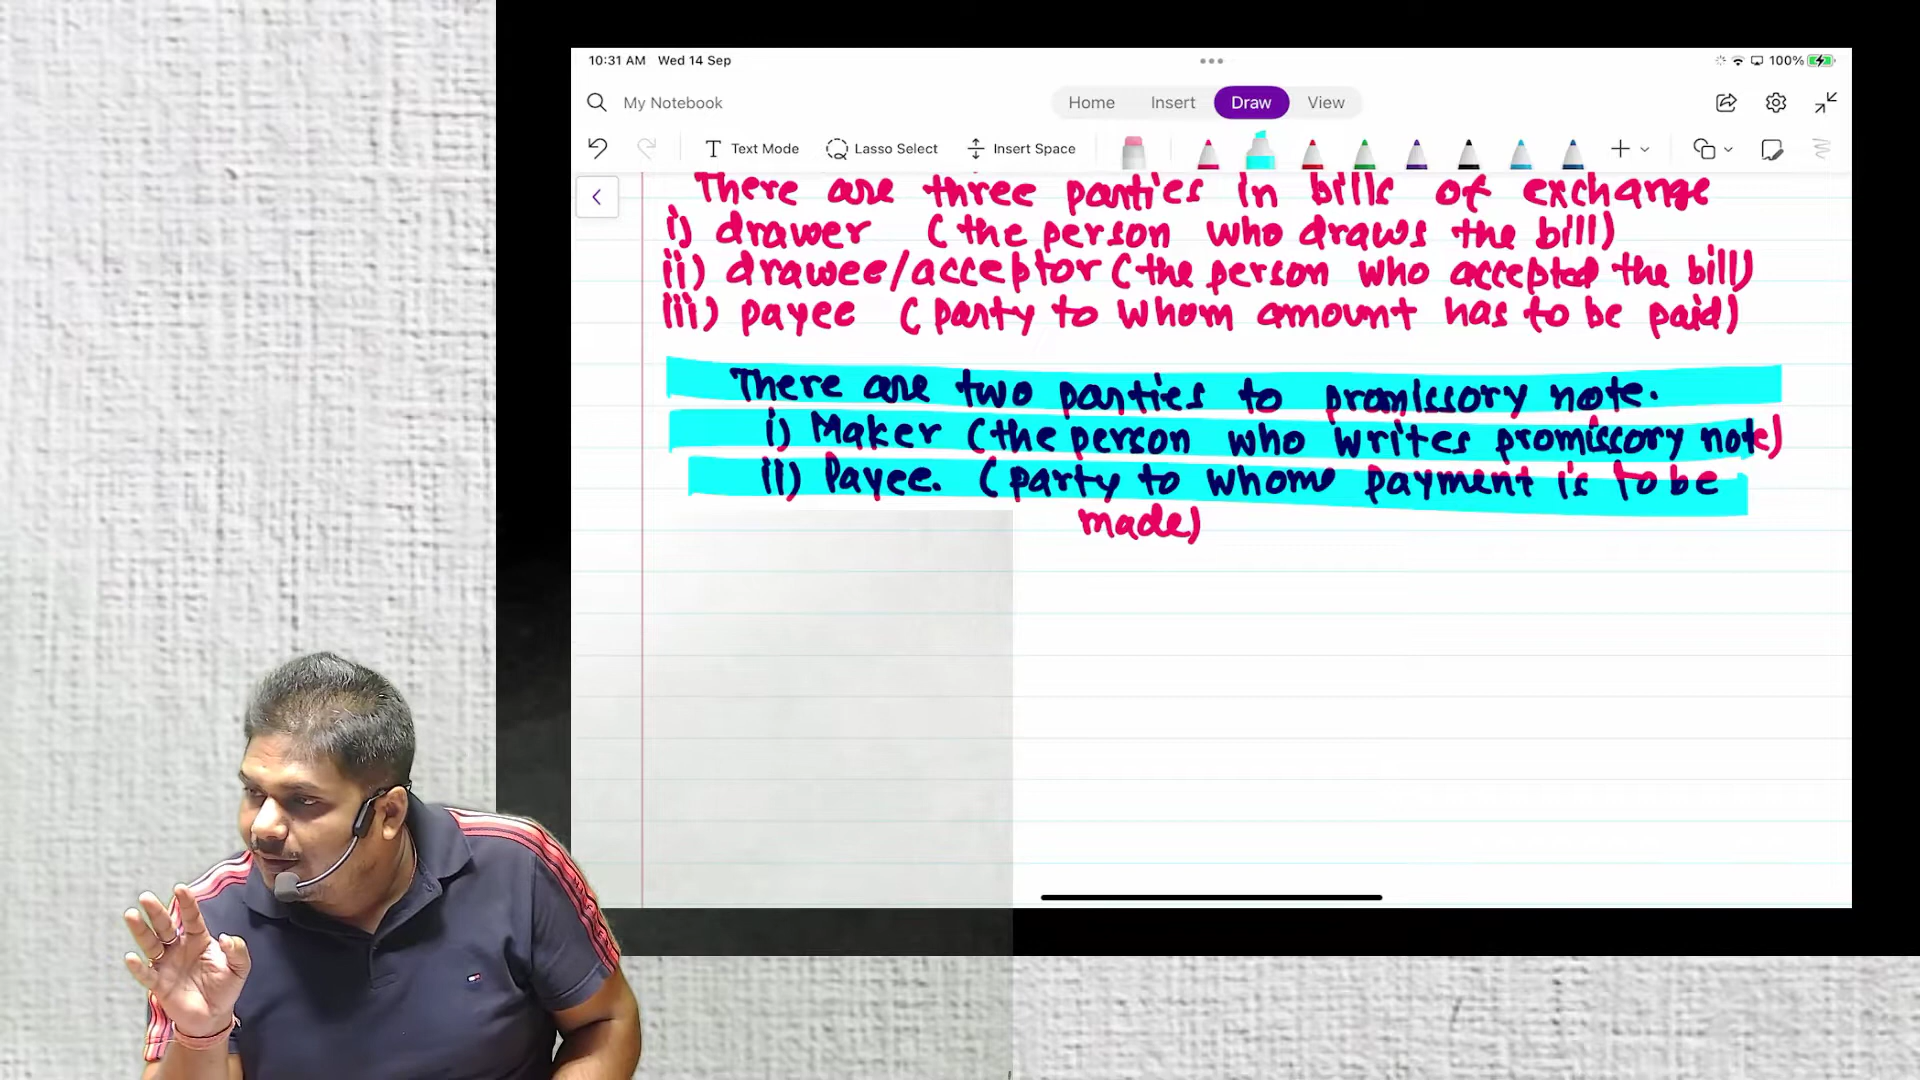 10:31 AM Wed 14 Sep
100%
My Notebook
Home Insert Draw View
Text Mode Lasso Select Insert Space
There are three parties in bills of exchange
i) drawer (the person who draws the bill)
ii) drawee/acceptor (the person who accepted the bill)
iii) payee (party to whom amount has to be paid)
There are two parties to promissory note.
i) Maker (the person who writes promissory note)
ii) Payee. (party to whom payment is to be
made)